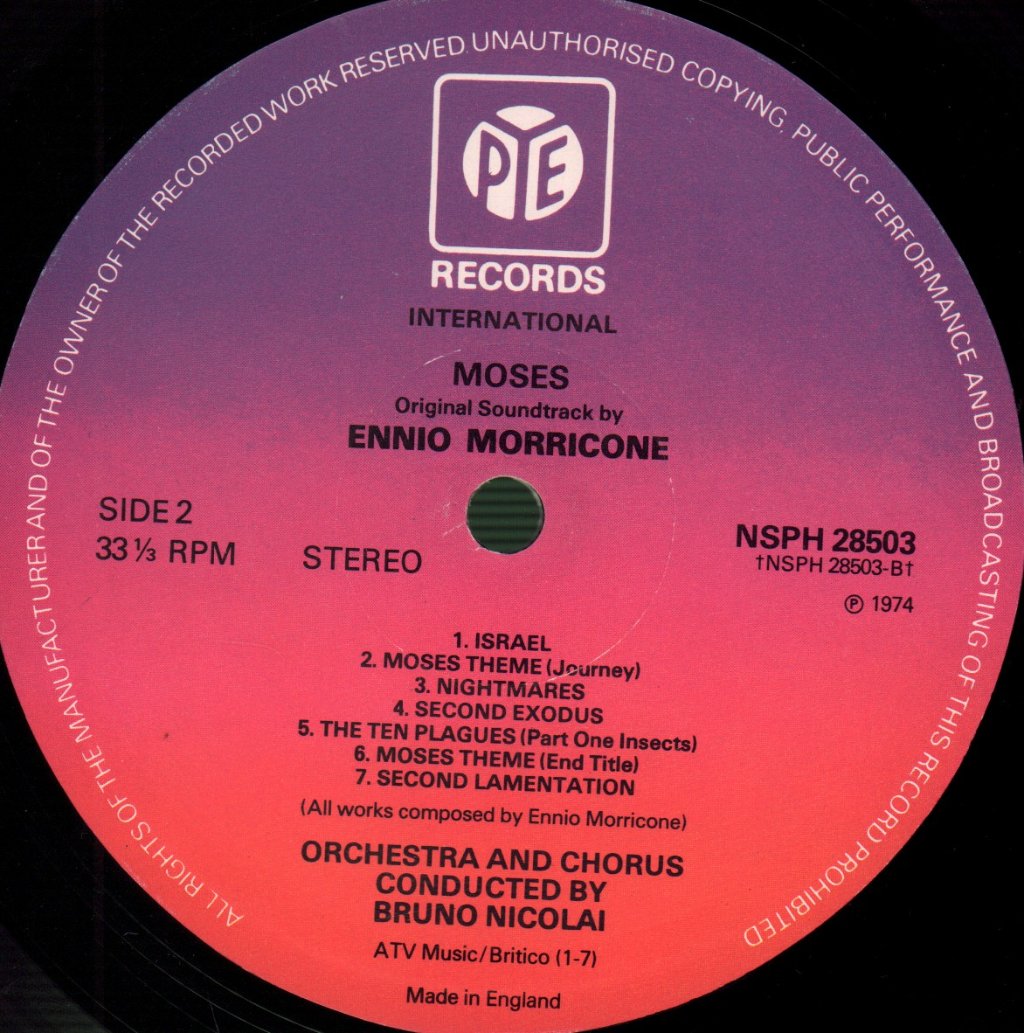 ALL RIGHTS OF THE MANUFACTURER AND OF THE OWNER OF THE RECORDED WORK RESERVED. UNAUTHORISED COPYING, PUBLIC PERFORMANCE AND BROADCASTING OF THIS RECORD PROHIBITED
PYE
RECORDS
INTERNATIONAL
MOSES
Original Soundtrack by
ENNIO MORRICONE
SIDE 2
33⅓ RPM
STEREO
NSPH 28503
†NSPH 28503-B†
℗ 1974
1. ISRAEL
2. MOSES THEME (Journey)
3. NIGHTMARES
4. SECOND EXODUS
5. THE TEN PLAGUES (Part One Insects)
6. MOSES THEME (End Title)
7. SECOND LAMENTATION
(All works composed by Ennio Morricone)
ORCHESTRA AND CHORUS
CONDUCTED BY
BRUNO NICOLAI
ATV Music/Britico (1-7)
Made in England